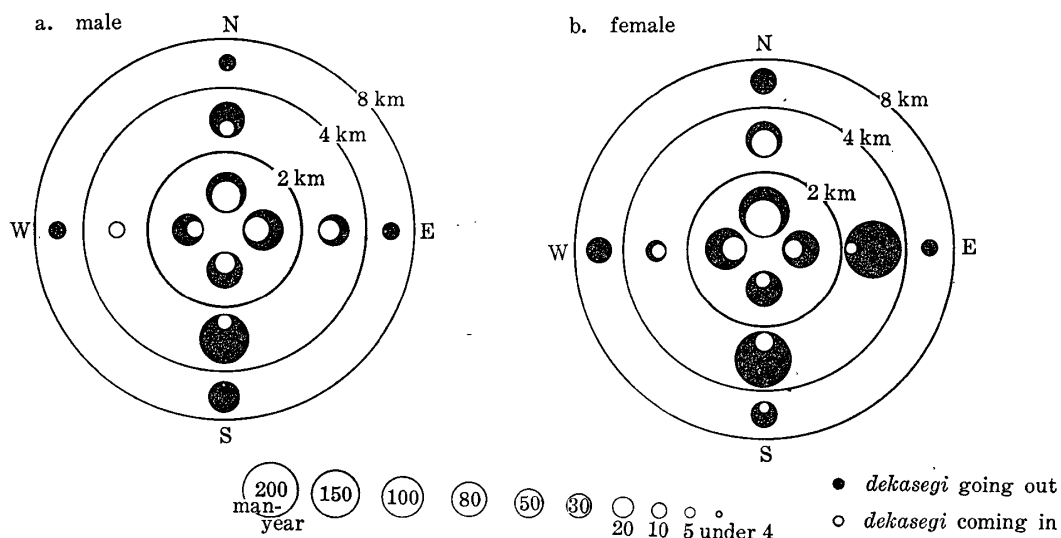 a. male
N
8 km
4 km
2 km
W
E
S
b. female
N
8 km
4 km
2 km
W
E
S
200 150 100 80 50 30 20 10 5 under 4
man-
year
dekasegi going out
dekasegi coming in